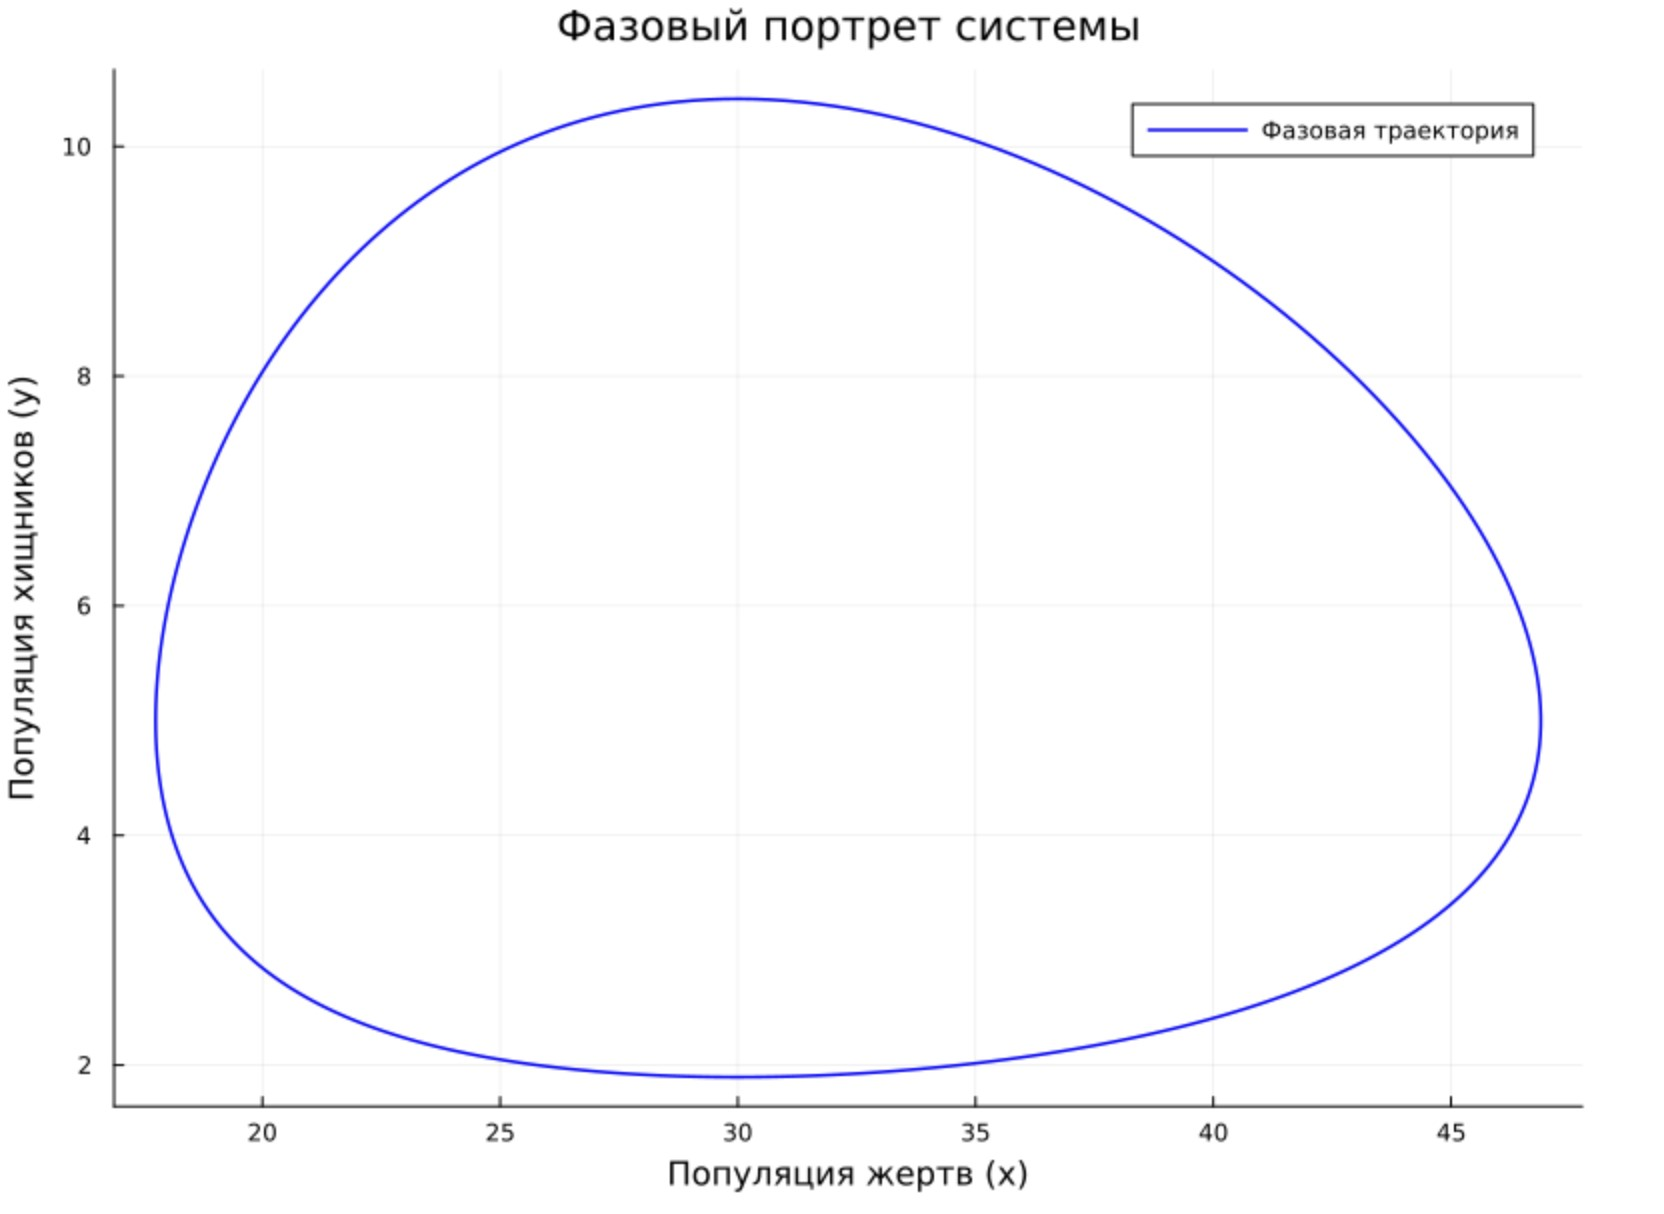 Фазовый портрет системы
Фазовая траектория
Популяция хищников (y)
10
8
6
4
2
20 25 30 35 40 45
Популяция жертв (x)